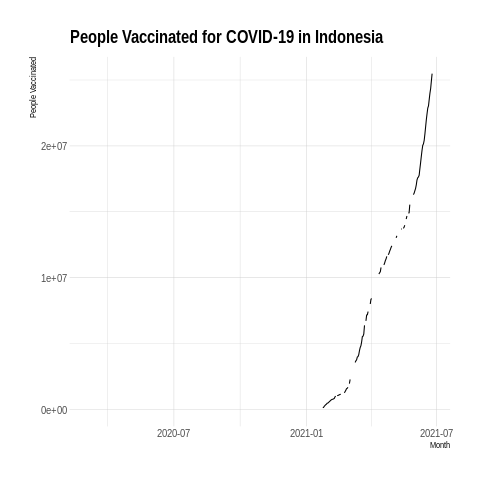 People Vaccinated for COVID-19 in Indonesia
People Vaccinated
2e+07
1e+07
0e+00
2020-07
2021-01
2021-07
Month